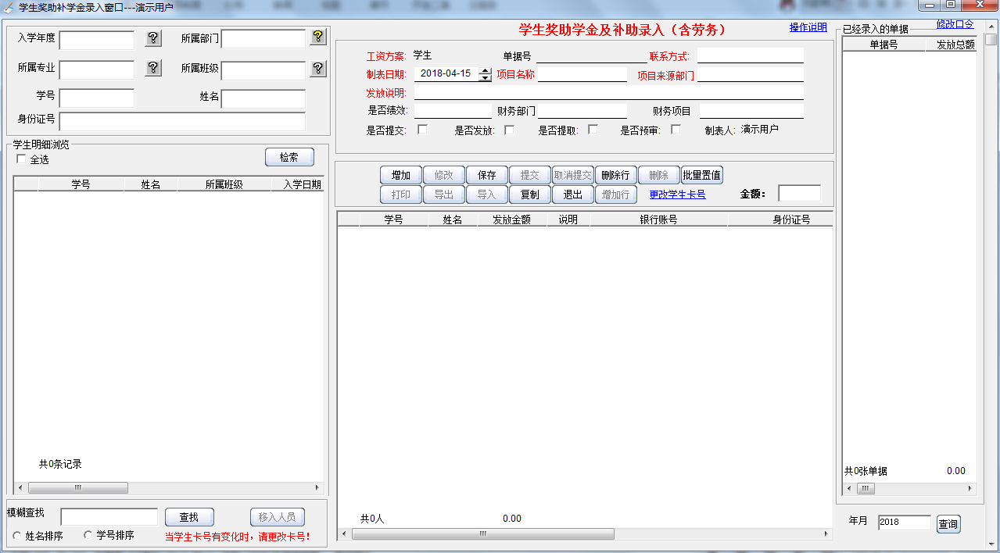 学生奖助补学金录入窗口---演示用户
入学年度 ? 所属部门 ?
所属专业 ? 所属班级 ?
学号 姓名
身份证号
学生明细浏览
全选
检索
学号 姓名 所属班级 入学日期
共0条记录
模糊查找 查找 移入人员
姓名排序 学号排序 当学生卡号有变化时，请更改卡号！
学生奖助学金及补助录入（含劳务）
操作说明
工资方案: 学生 单据号 联系方式:
制表日期: 2018-04-15 项目名称 项目来源部门
发放说明:
是否绩效: 财务部门 财务项目
是否提交: 是否发放: 是否提取: 是否预审: 制表人: 演示用户
增加 修改 保存 提交 取消提交 删除行 删除 批量置值
打印 导出 导入 复制 退出 增加行 更改学生卡号 金额：
学号 姓名 发放金额 说明 银行账号 身份证号
共0人 0.00
修改口令
已经录入的单据
单据号 发放总额
共0张单据 0.00
年月 2018 查询